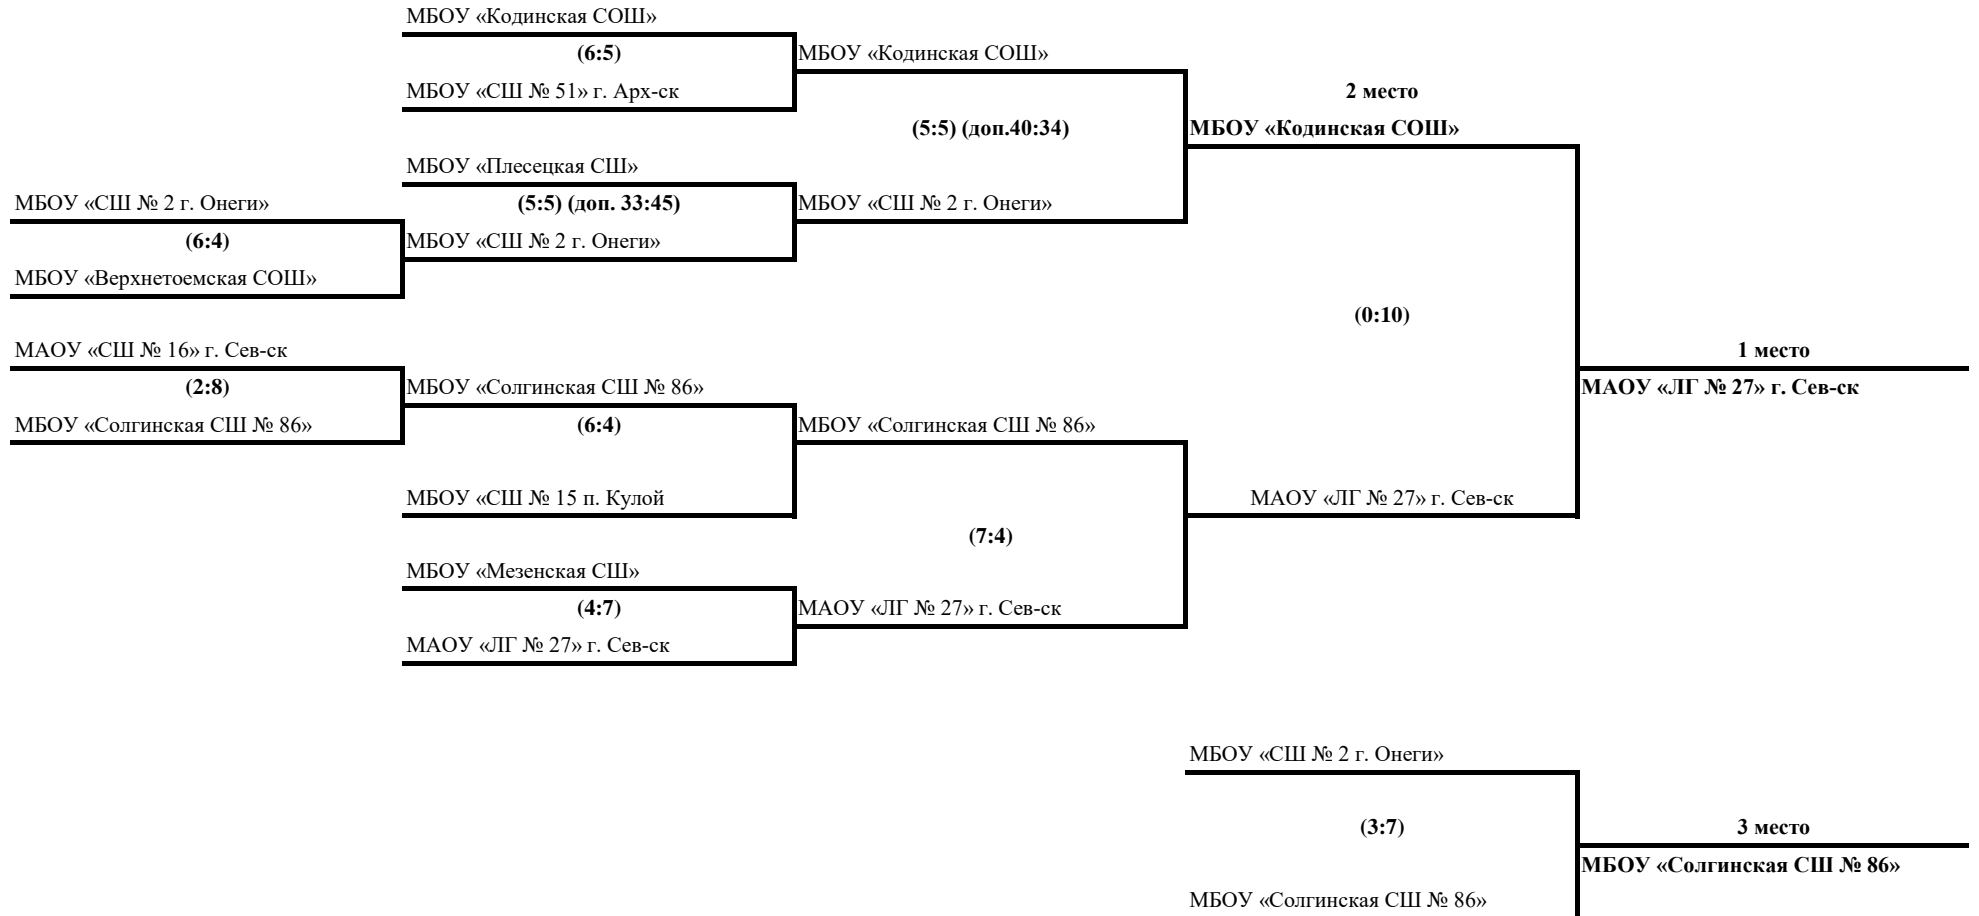 МБОУ «Кодинская СОШ»
(6:5)
МБОУ «Кодинская СОШ»
МБОУ «СШ № 51» г. Арх-ск
2 место
(5:5) (доп.40:34)
МБОУ «Кодинская СОШ»
МБОУ «Плесецкая СШ»
МБОУ «СШ № 2 г. Онеги»
(5:5) (доп. 33:45)
МБОУ «СШ № 2 г. Онеги»
(6:4)
МБОУ «СШ № 2 г. Онеги»
МБОУ «Верхнетоемская СОШ»
(0:10)
МАОУ «СШ № 16» г. Сев-ск
1 место
(2:8)
МБОУ «Солгинская СШ № 86»
МАОУ «ЛГ № 27» г. Сев-ск
МБОУ «Солгинская СШ № 86»
(6:4)
МБОУ «Солгинская СШ № 86»
МБОУ «СШ № 15 п. Кулой
МАОУ «ЛГ № 27» г. Сев-ск
(7:4)
МБОУ «Мезенская СШ»
(4:7)
МАОУ «ЛГ № 27» г. Сев-ск
МАОУ «ЛГ № 27» г. Сев-ск
МБОУ «СШ № 2 г. Онеги»
(3:7)
3 место
МБОУ «Солгинская СШ № 86»
МБОУ «Солгинская СШ № 86»